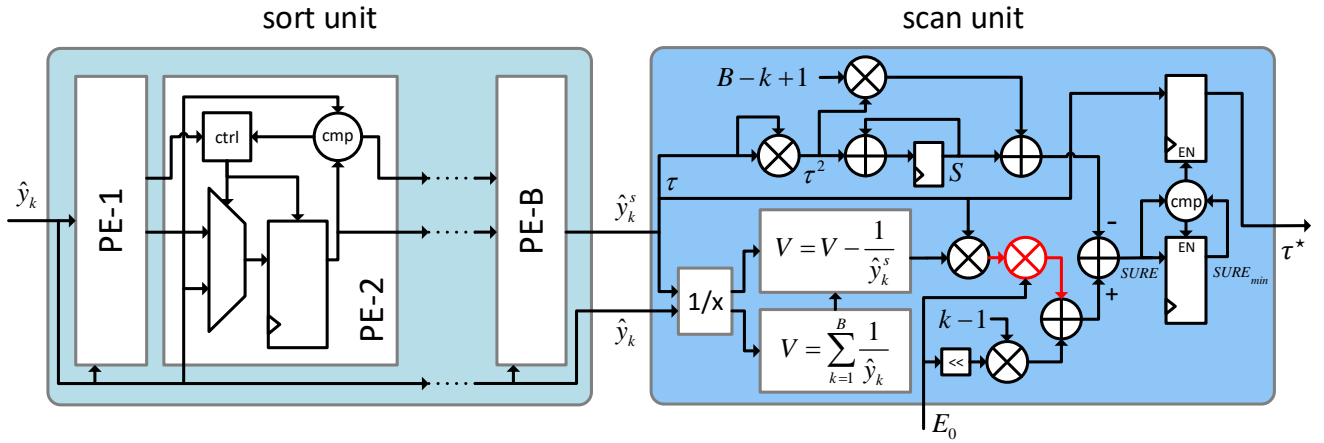 sort unit
scan unit
PE-1
ctrl
cmp
PE-2
PE-B
ŷ_k
ŷ_k^s
ŷ_k
τ
B − k + 1
τ²
S
1/x
V = V − 1/ŷ_k^s
V = ∑_{k=1}^{B} 1/ŷ_k
k − 1
<<
E_0
-
+
SURE
EN
cmp
EN
SURE_min
τ*